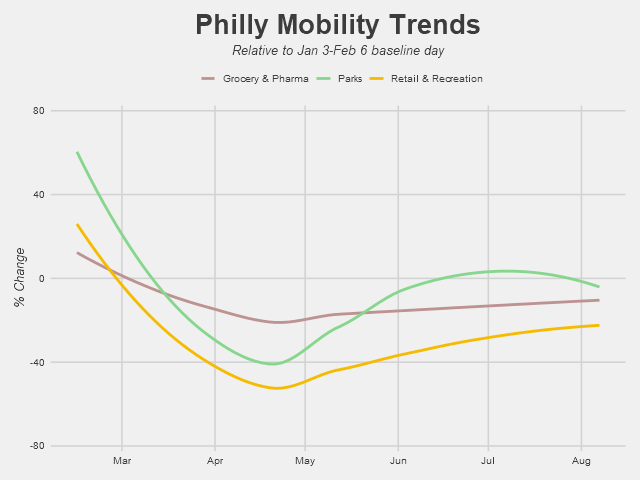 Philly Mobility Trends
Relative to Jan 3-Feb 6 baseline day
Grocery & Pharma Parks Retail & Recreation
% Change
80
40
0
-40
-80
Mar Apr May Jun Jul Aug